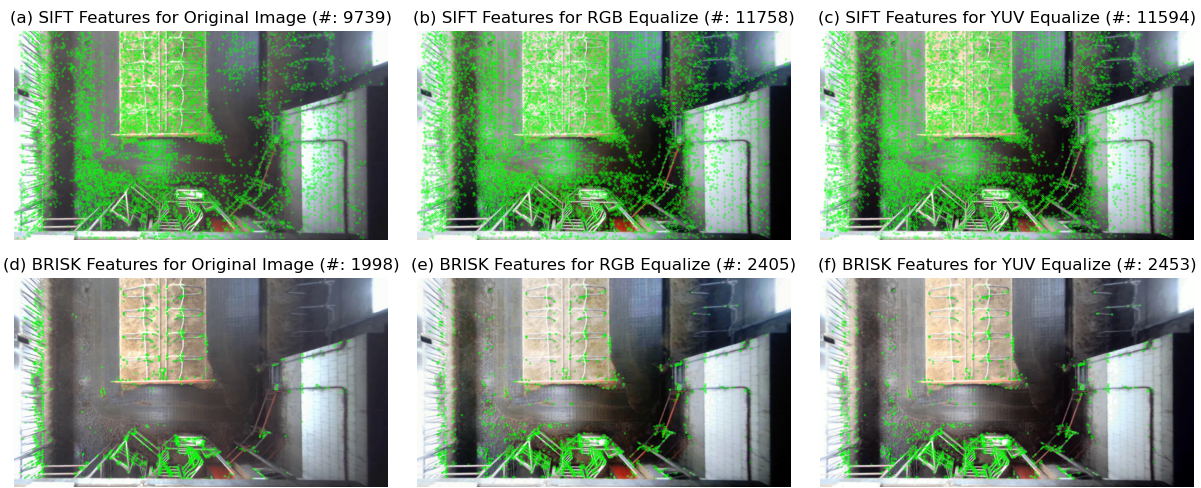 (a) SIFT Features for Original Image (#: 9739)
(b) SIFT Features for RGB Equalize (#: 11758)
(c) SIFT Features for YUV Equalize (#: 11594)
(d) BRISK Features for Original Image (#: 1998)
(e) BRISK Features for RGB Equalize (#: 2405)
(f) BRISK Features for YUV Equalize (#: 2453)